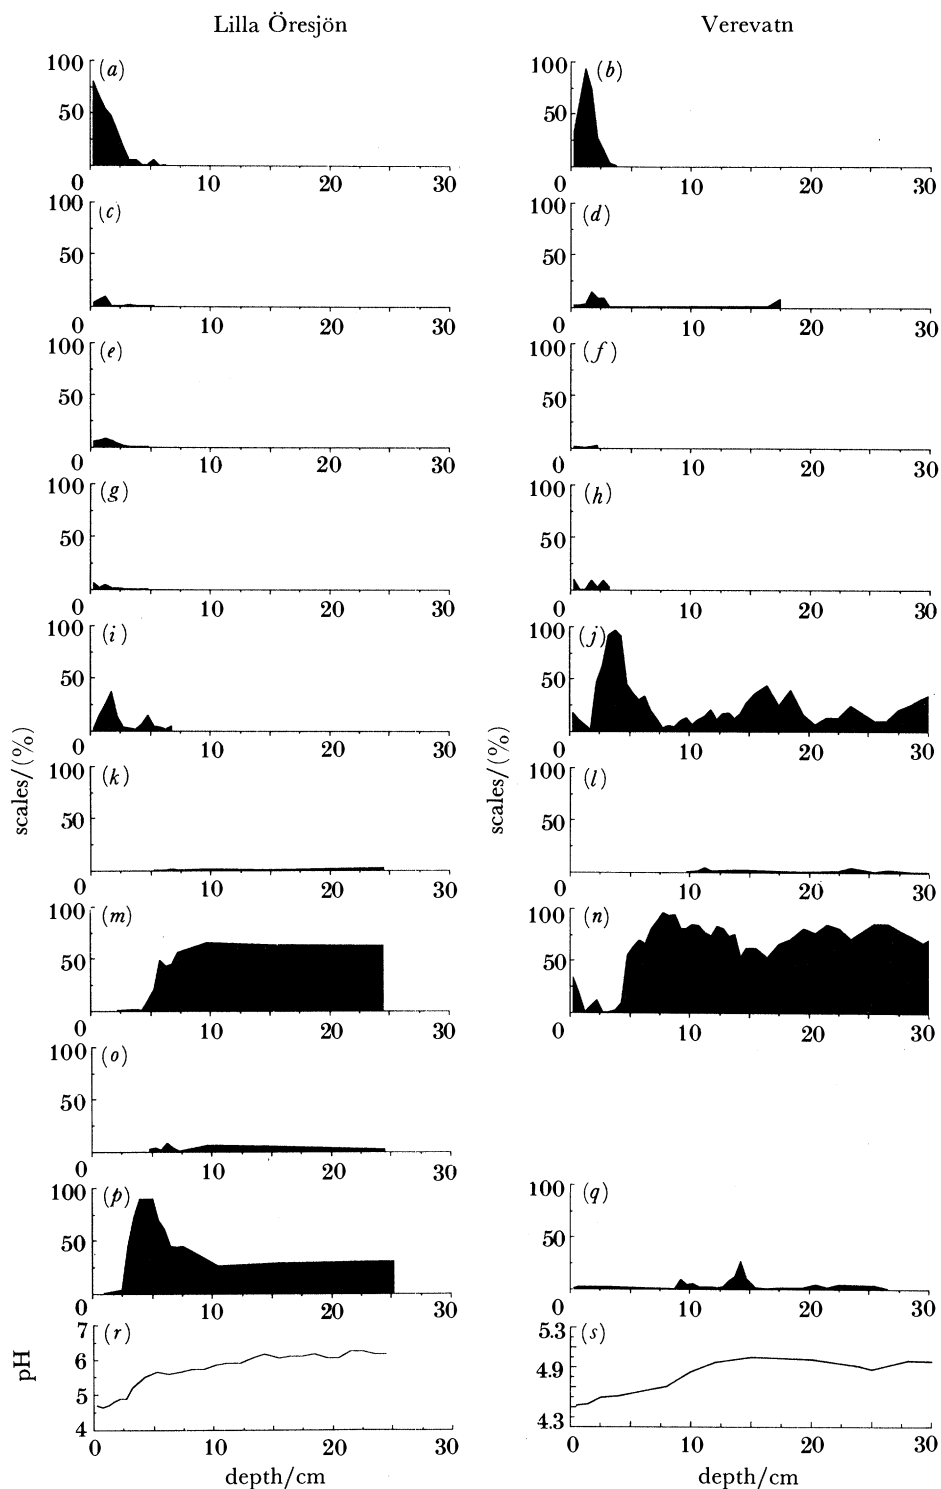 Lilla Öresjön Verevatn
100 (a) 100 (b)
50 50
0 10 20 30 0 10 20 30
100 (c) 100 (d)
50 50
0 10 20 30 0 10 20 30
100 (e) 100 (f)
50 50
0 10 20 30 0 10 20 30
100 (g) 100 (h)
50 50
0 10 20 30 0 10 20 30
100 (i) 100 (j)
50 50
0 10 20 30 0 10 20 30
scales/(%) scales/(%)
100 (k) 100 (l)
50 50
0 10 20 30 0 10 20 30
100 (m) 100 (n)
50 50
0 10 20 30 0 10 20 30
100 (o)
50
0 10 20 30
100 (p) 100 (q)
50 50
0 10 20 30 0 10 20 30
7 (r) 5.3 (s)
pH 6 4.9
5
4 4.3
0 10 20 30 0 10 20 30
depth/cm depth/cm